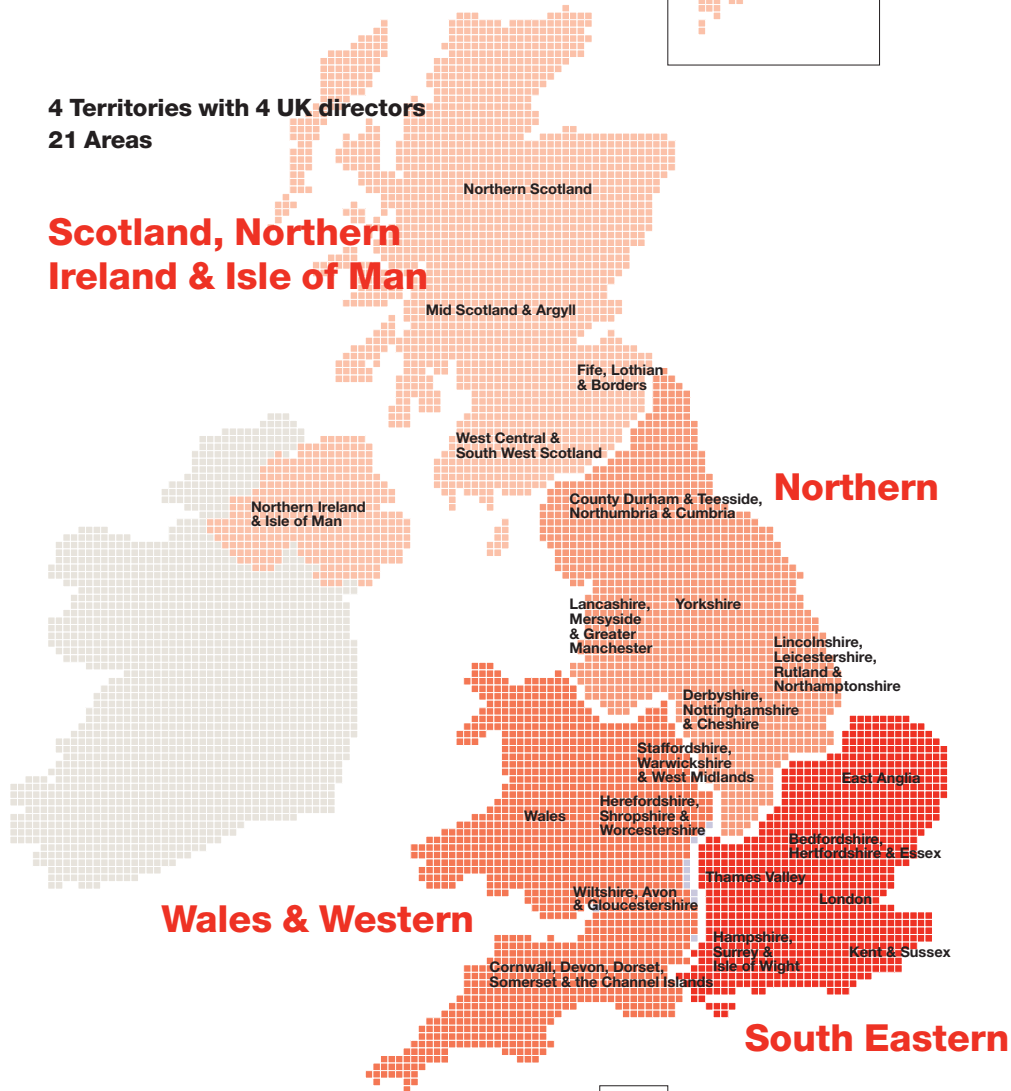 4 Territories with 4 UK directors
21 Areas
Scotland, Northern
Ireland & Isle of Man
Northern Scotland
Mid Scotland & Argyll
Fife, Lothian
& Borders
West Central &
South West Scotland
Northern Ireland
& Isle of Man
Northern
County Durham & Teesside,
Northumbria & Cumbria
Lancashire,
Mersyside
& Greater
Manchester
Yorkshire
Lincolnshire,
Leicestershire,
Rutland &
Northamptonshire
Derbyshire,
Nottinghamshire
& Cheshire
Staffordshire,
Warwickshire
& West Midlands
Herefordshire,
Shropshire &
Worcestershire
Wales
Wiltshire, Avon
& Gloucestershire
Wales & Western
Cornwall, Devon, Dorset,
Somerset & the Channel Islands
East Anglia
Bedfordshire,
Hertfordshire & Essex
Thames Valley
London
Hampshire,
Surrey &
Isle of Wight
Kent & Sussex
South Eastern